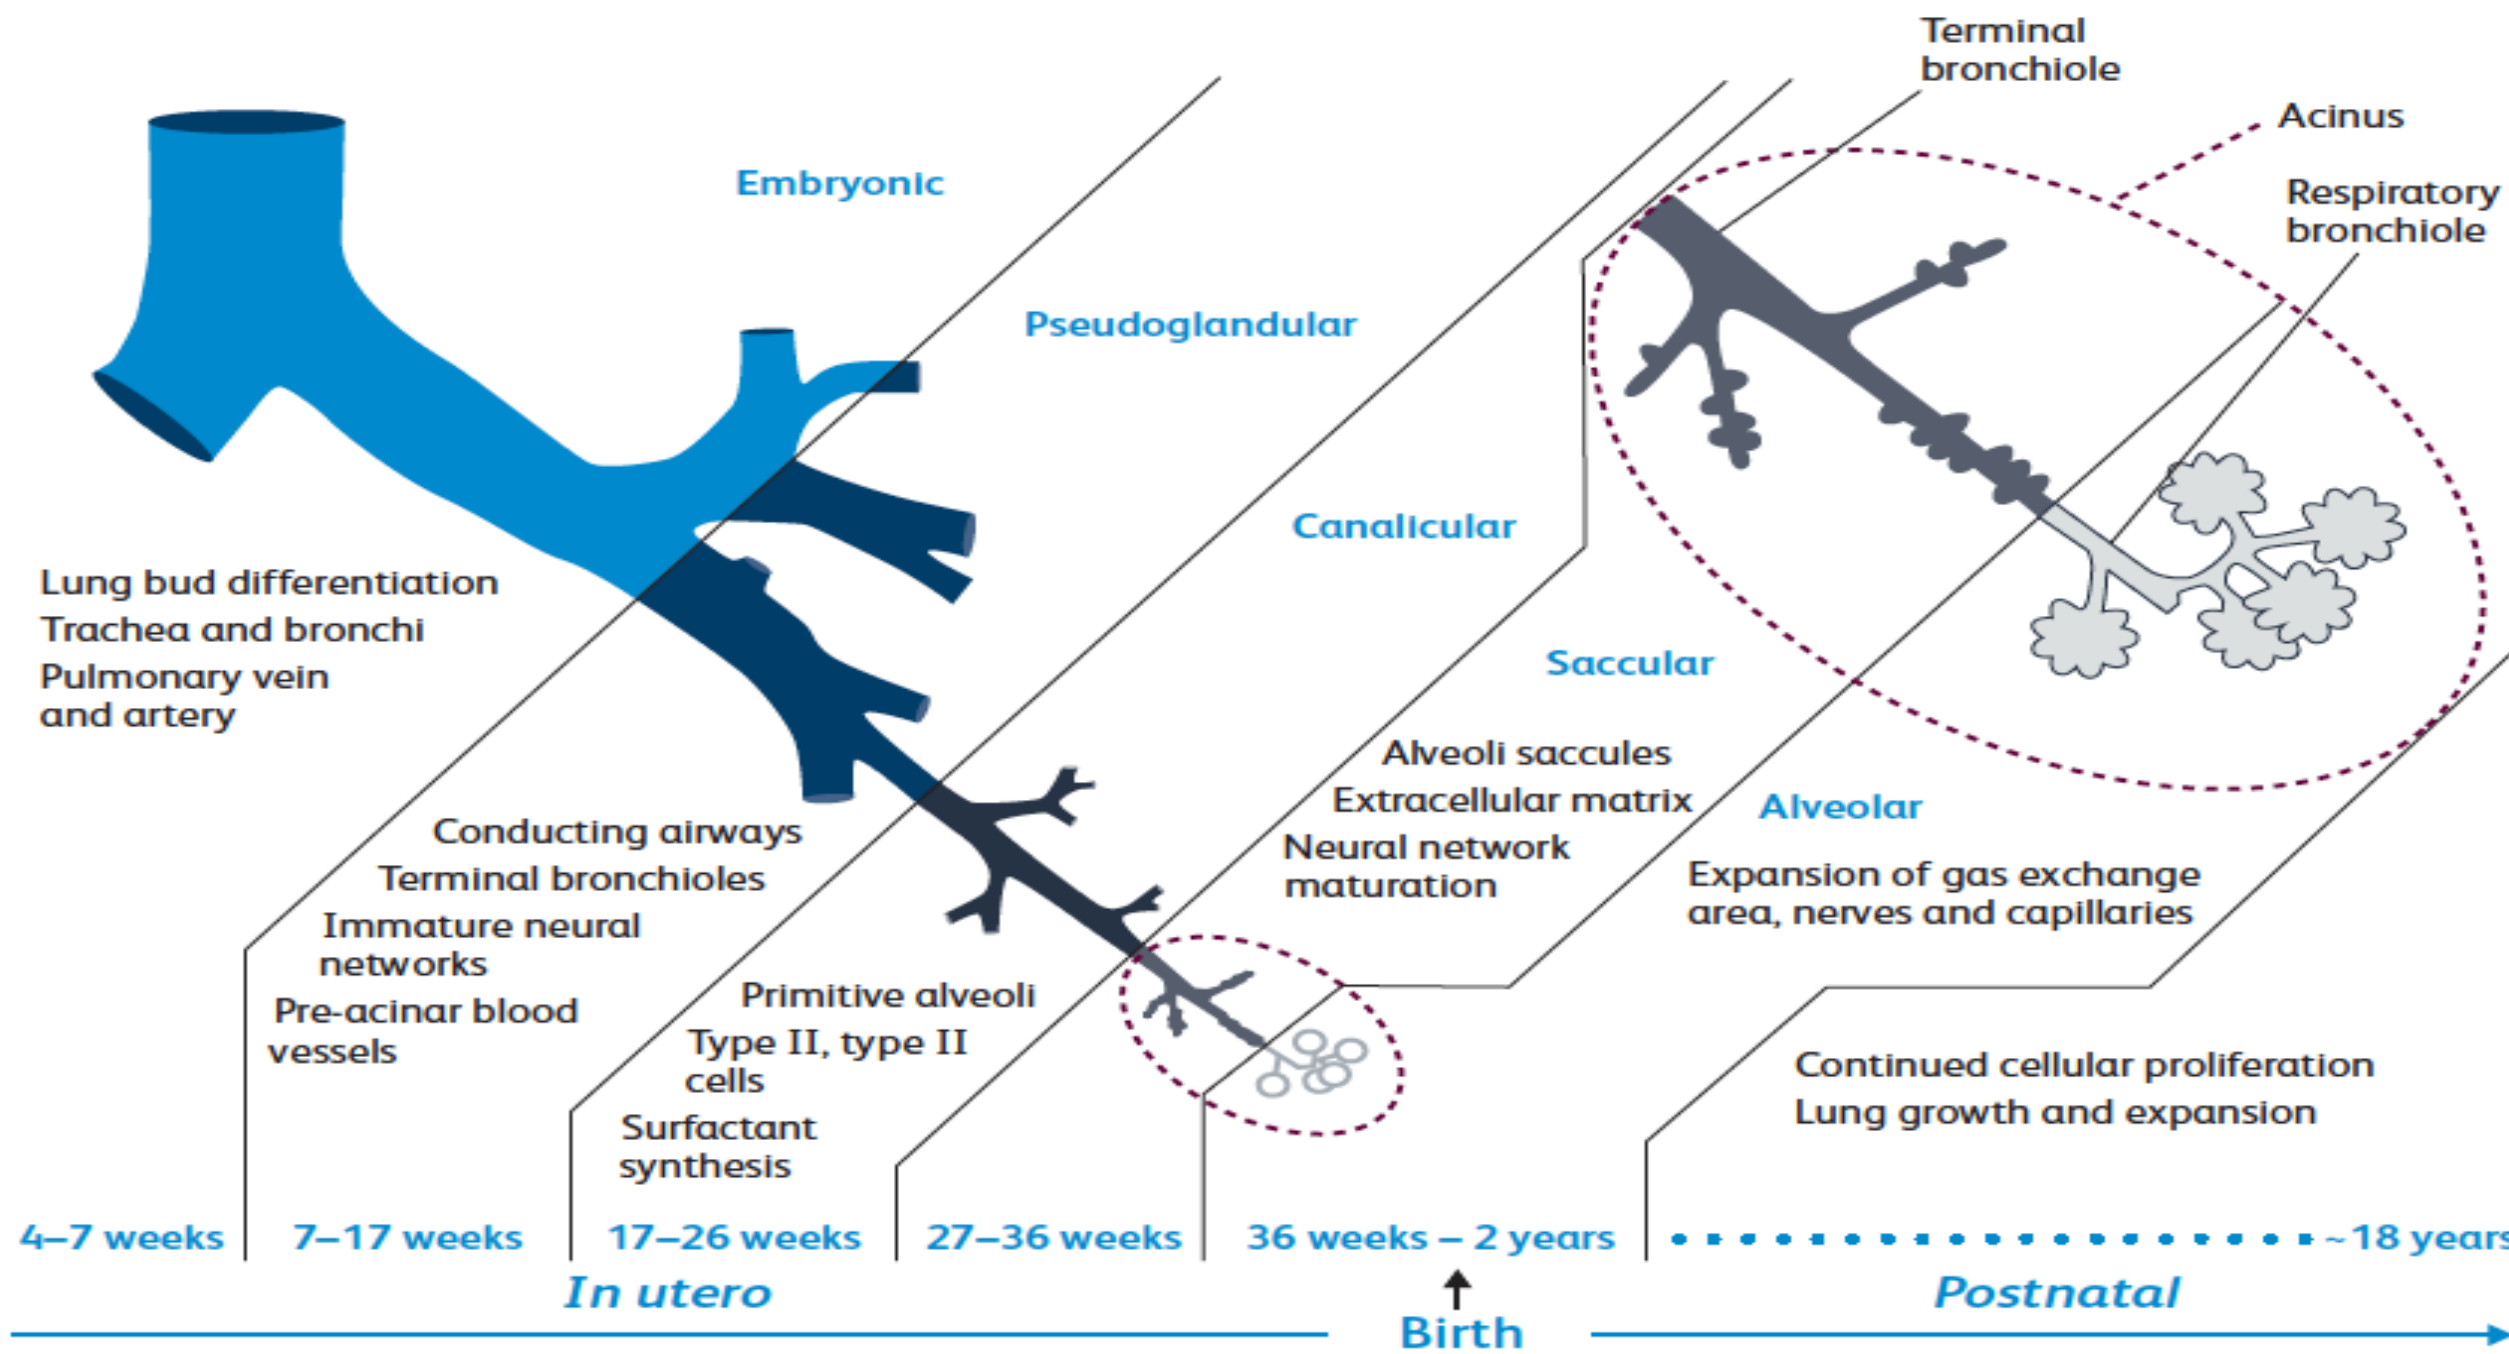 Terminal
bronchiole
Acinus
Respiratory
bronchiole
Embryonic
Pseudoglandular
Canalicular
Saccular
Alveolar
Lung bud differentiation
Trachea and bronchi
Pulmonary vein
and artery
Conducting airways
Terminal bronchioles
Immature neural
networks
Pre-acinar blood
vessels
Primitive alveoli
Type II, type II
cells
Surfactant
synthesis
Alveoli saccules
Extracellular matrix
Neural network
maturation
Expansion of gas exchange
area, nerves and capillaries
Continued cellular proliferation
Lung growth and expansion
4–7 weeks
7–17 weeks
17–26 weeks
27–36 weeks
36 weeks – 2 years
~18 years
In utero
Birth
Postnatal